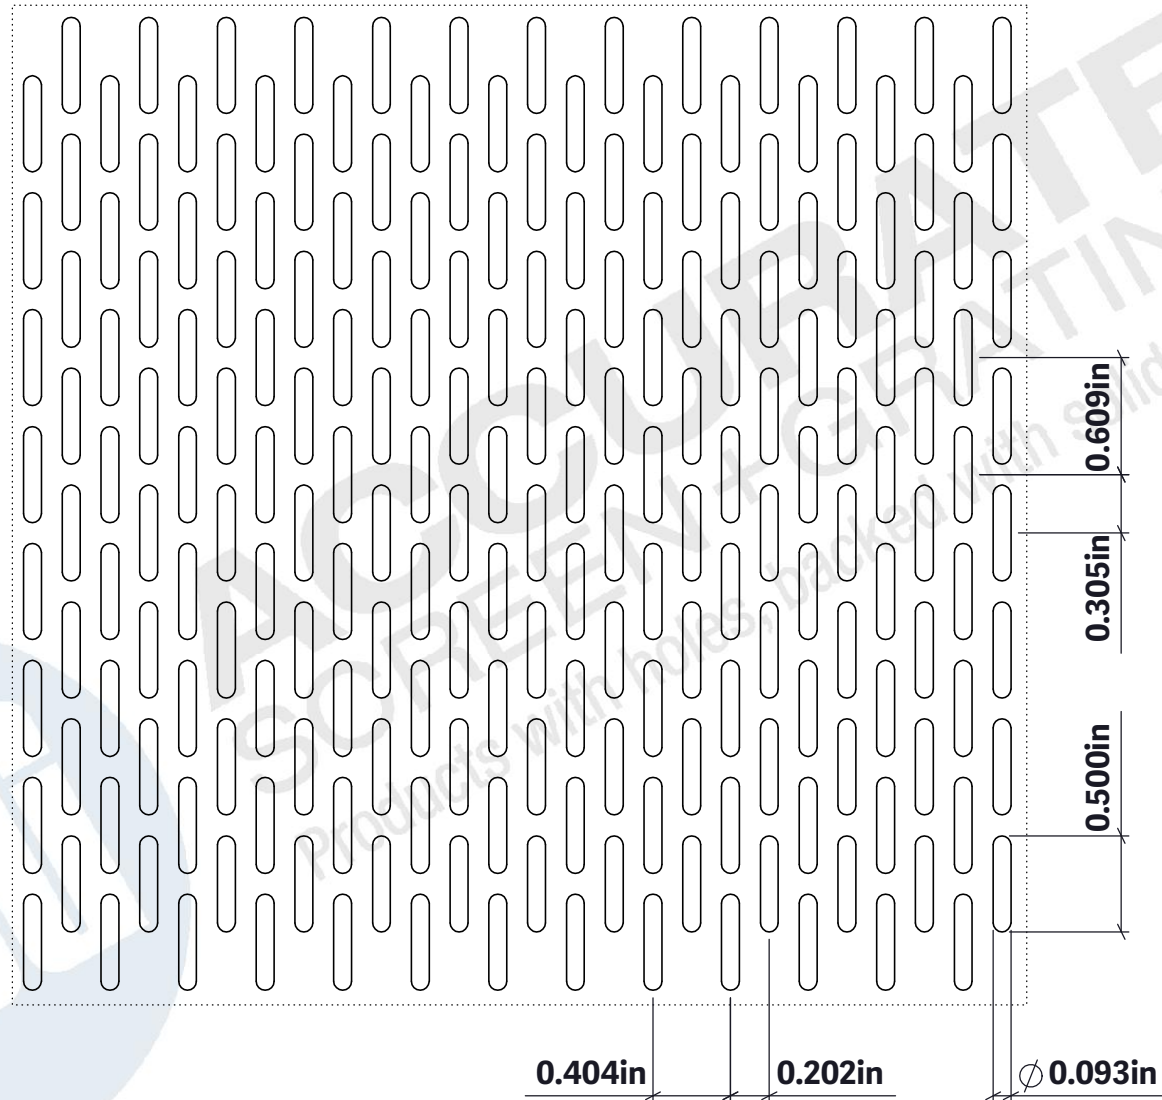 ACCURATE
SCREEN + GRATIN
Products with holes, backed with solid
0.609in
0.305in
0.500in
0.404in
0.202in
∅ 0.093in